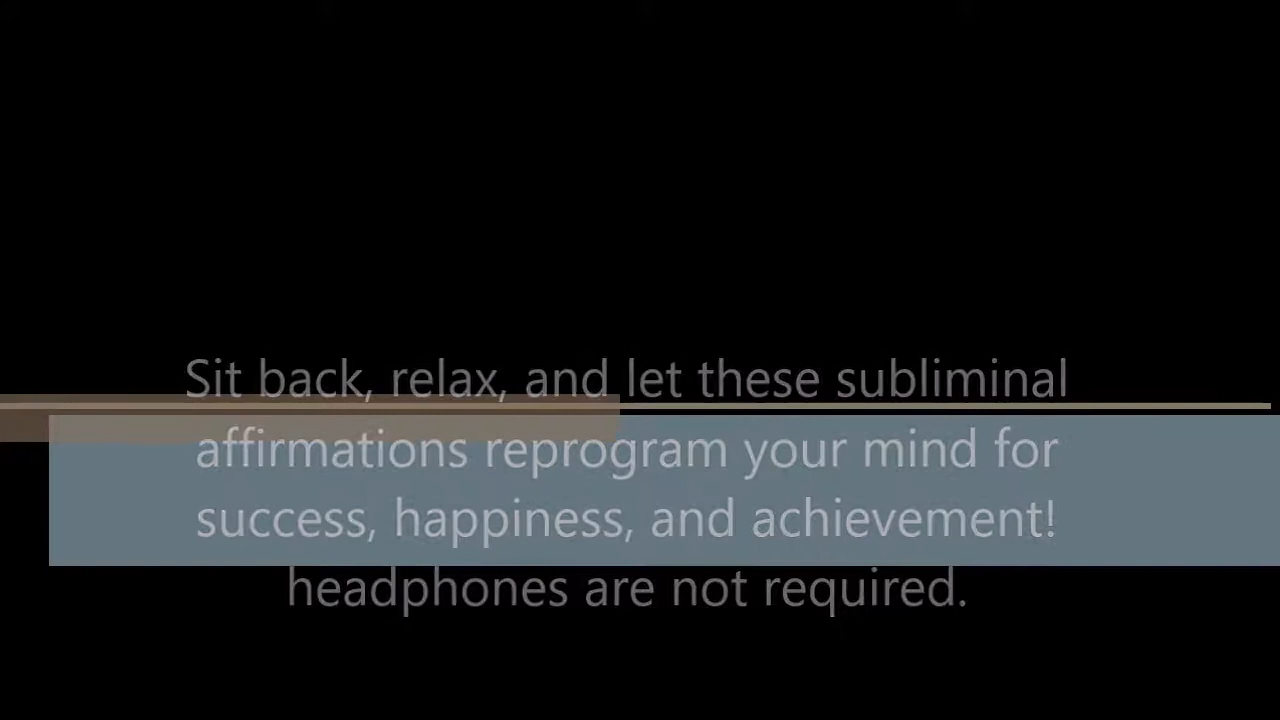 Sit back, relax, and let these subliminal
affirmations reprogram your mind for
success, happiness, and achievement!
headphones are not required.